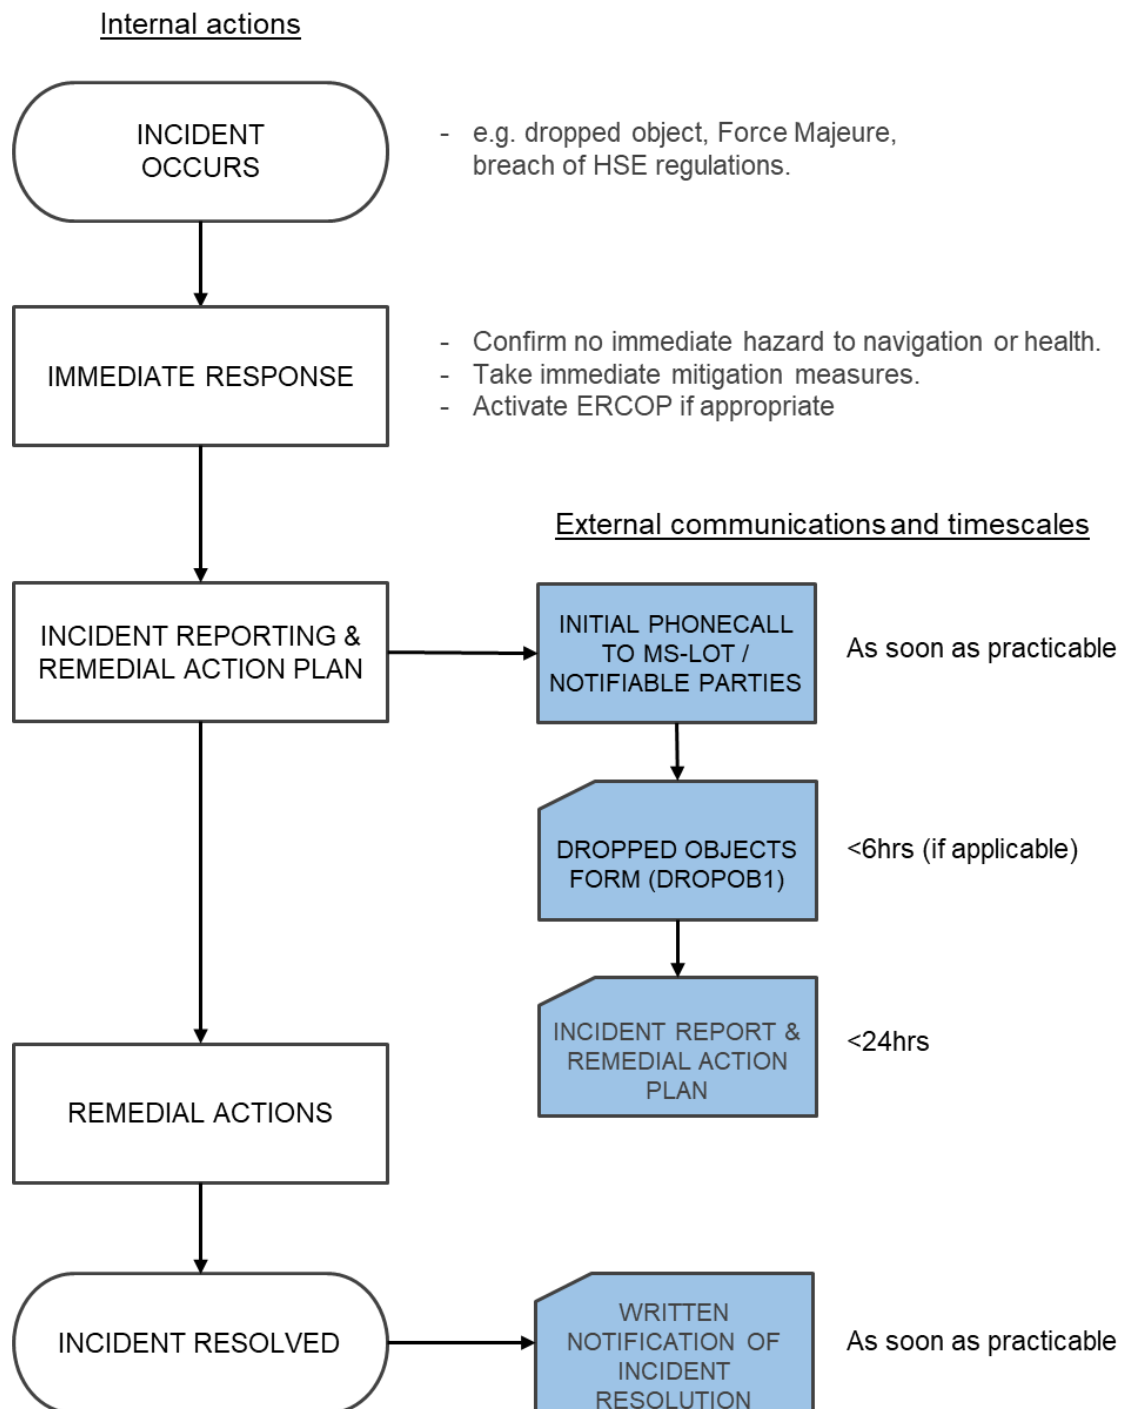 Internal actions
INCIDENT
OCCURS
- e.g. dropped object, Force Majeure,
breach of HSE regulations.
IMMEDIATE RESPONSE
- Confirm no immediate hazard to navigation or health.
- Take immediate mitigation measures.
- Activate ERCOP if appropriate
External communications and timescales
INCIDENT REPORTING &
REMEDIAL ACTION PLAN
INITIAL PHONECALL
TO MS-LOT /
NOTIFIABLE PARTIES
As soon as practicable
DROPPED OBJECTS
FORM (DROPOB1)
<6hrs (if applicable)
INCIDENT REPORT &
REMEDIAL ACTION
PLAN
<24hrs
REMEDIAL ACTIONS
INCIDENT RESOLVED
WRITTEN
NOTIFICATION OF
INCIDENT
RESOLUTION
As soon as practicable